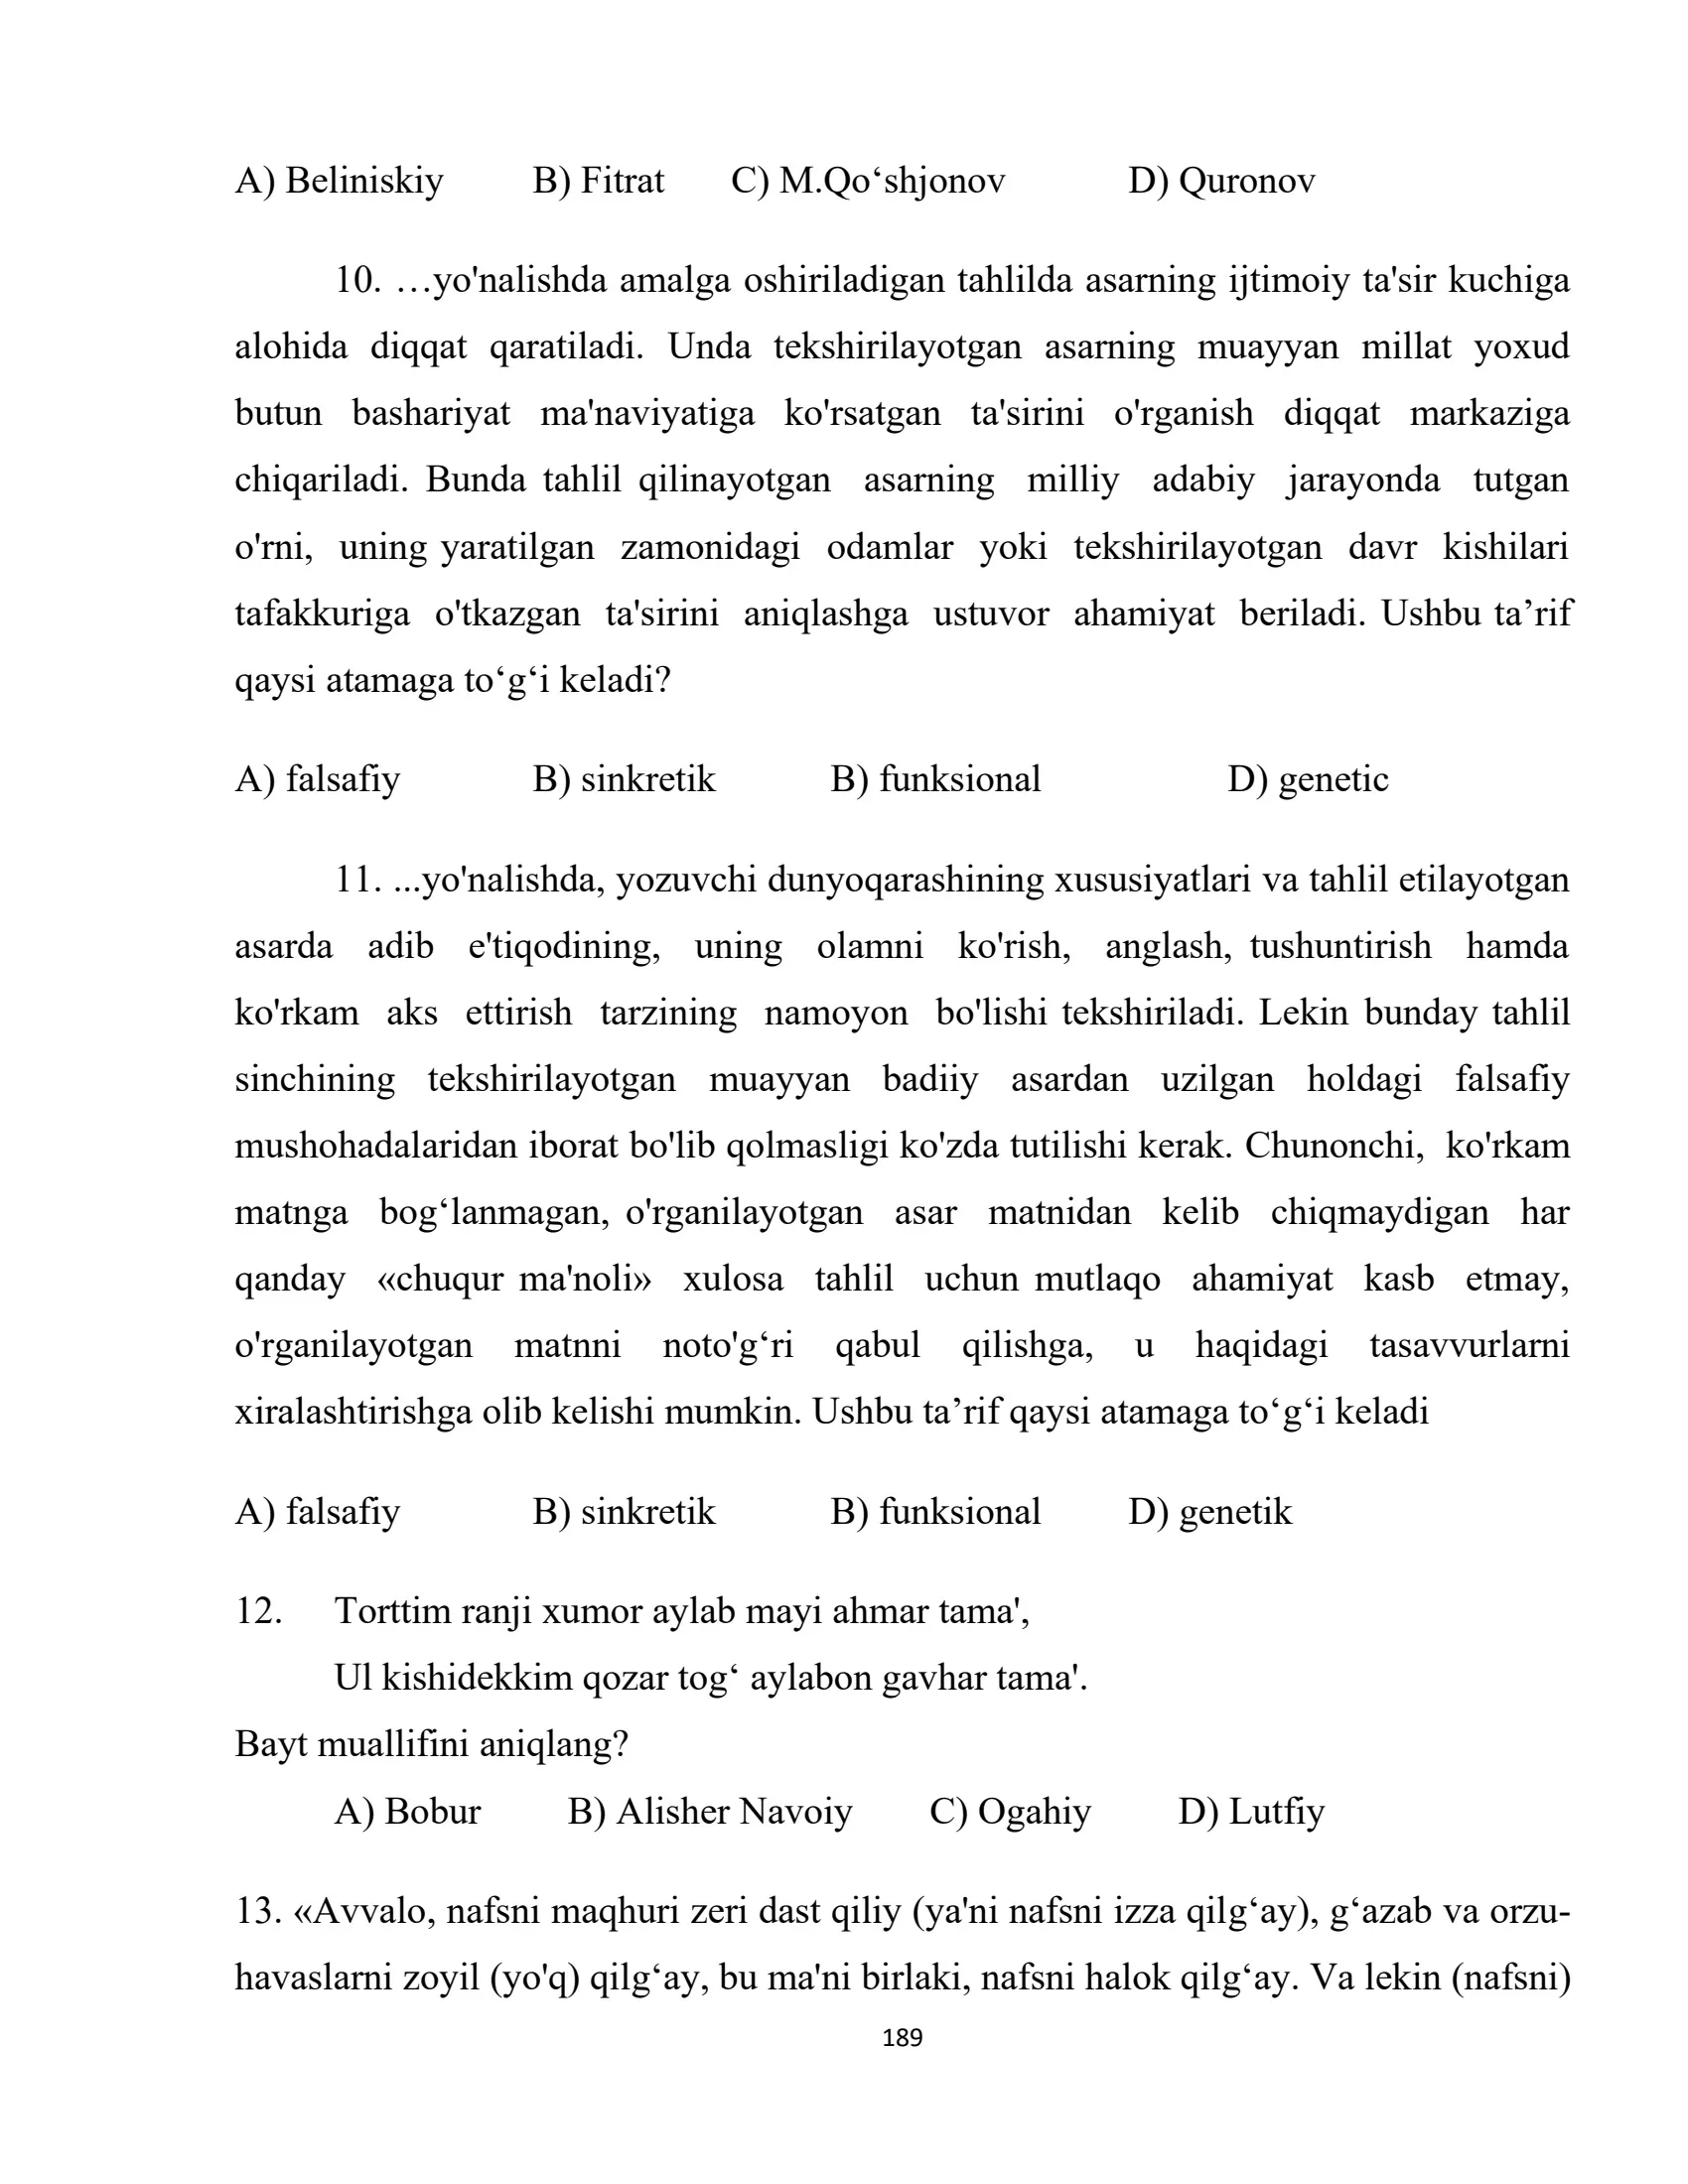 A) Beliniskiy B) Fitrat C) M.Qo‘shjonov D) Quronov
10. …yo'nalishda amalga oshiriladigan tahlilda asarning ijtimoiy ta'sir kuchiga
alohida diqqat qaratiladi. Unda tekshirilayotgan asarning muayyan millat yoxud
butun bashariyat ma'naviyatiga ko'rsatgan ta'sirini o'rganish diqqat markaziga
chiqariladi. Bunda tahlil qilinayotgan asarning milliy adabiy jarayonda tutgan
o'rni, uning yaratilgan zamonidagi odamlar yoki tekshirilayotgan davr kishilari
tafakkuriga o'tkazgan ta'sirini aniqlashga ustuvor ahamiyat beriladi. Ushbu ta’rif
qaysi atamaga to‘g‘i keladi?
A) falsafiy B) sinkretik B) funksional D) genetic
11. ...yo'nalishda, yozuvchi dunyoqarashining xususiyatlari va tahlil etilayotgan
asarda adib e'tiqodining, uning olamni ko'rish, anglash, tushuntirish hamda
ko'rkam aks ettirish tarzining namoyon bo'lishi tekshiriladi. Lekin bunday tahlil
sinchining tekshirilayotgan muayyan badiiy asardan uzilgan holdagi falsafiy
mushohadalaridan iborat bo'lib qolmasligi ko'zda tutilishi kerak. Chunonchi, ko'rkam
matnga bog‘lanmagan, o'rganilayotgan asar matnidan kelib chiqmaydigan har
qanday «chuqur ma'noli» xulosa tahlil uchun mutlaqo ahamiyat kasb etmay,
o'rganilayotgan matnni noto'g‘ri qabul qilishga, u haqidagi tasavvurlarni
xiralashtirishga olib kelishi mumkin. Ushbu ta’rif qaysi atamaga to‘g‘i keladi
A) falsafiy B) sinkretik B) funksional D) genetik
12. Torttim ranji xumor aylab mayi ahmar tama',
Ul kishidekkim qozar tog‘ aylabon gavhar tama'.
Bayt muallifini aniqlang?
A) Bobur B) Alisher Navoiy C) Ogahiy D) Lutfiy
13. «Avvalo, nafsni maqhuri zeri dast qiliy (ya'ni nafsni izza qilg‘ay), g‘azab va orzu-
havaslarni zoyil (yo'q) qilg‘ay, bu ma'ni birlaki, nafsni halok qilg‘ay. Va lekin (nafsni)
189